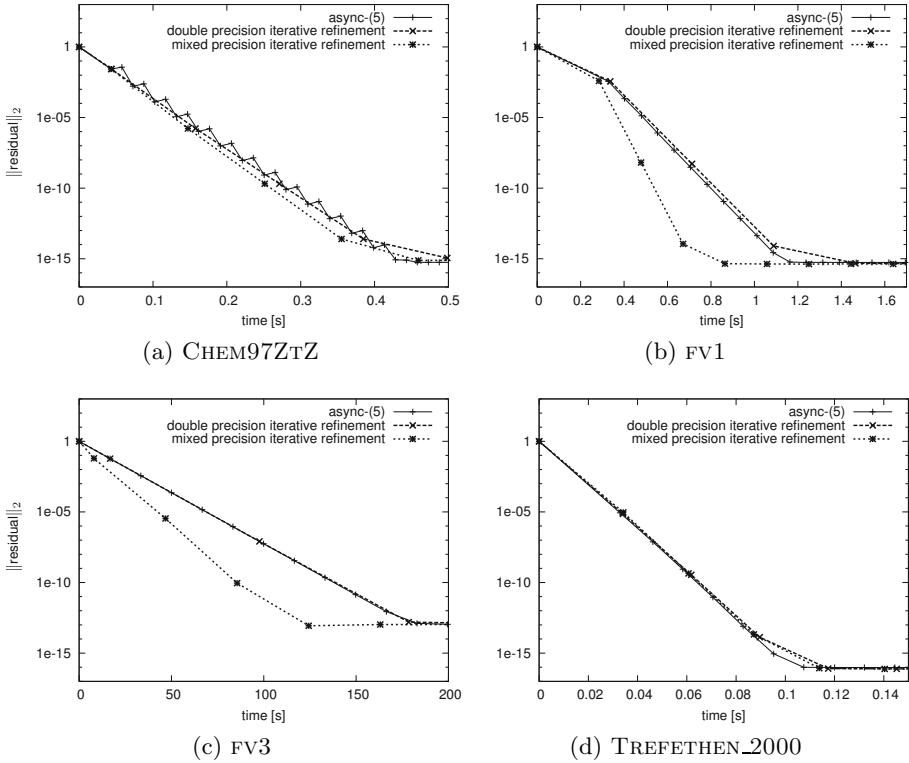 async-(5)
double precision iterative refinement
mixed precision iterative refinement
1
1e-05
1e-10
1e-15
||residual||₂
0 0.1 0.2 0.3 0.4 0.5
time [s]
(a) CHEM97ZTZ
async-(5)
double precision iterative refinement
mixed precision iterative refinement
1
1e-05
1e-10
1e-15
0 0.2 0.4 0.6 0.8 1 1.2 1.4 1.6
time [s]
(b) FV1
async-(5)
double precision iterative refinement
mixed precision iterative refinement
1
1e-05
1e-10
1e-15
||residual||₂
0 50 100 150 200
time [s]
(c) FV3
async-(5)
double precision iterative refinement
mixed precision iterative refinement
1
1e-05
1e-10
1e-15
0 0.02 0.04 0.06 0.08 0.1 0.12 0.14
time [s]
(d) TREFETHEN_2000